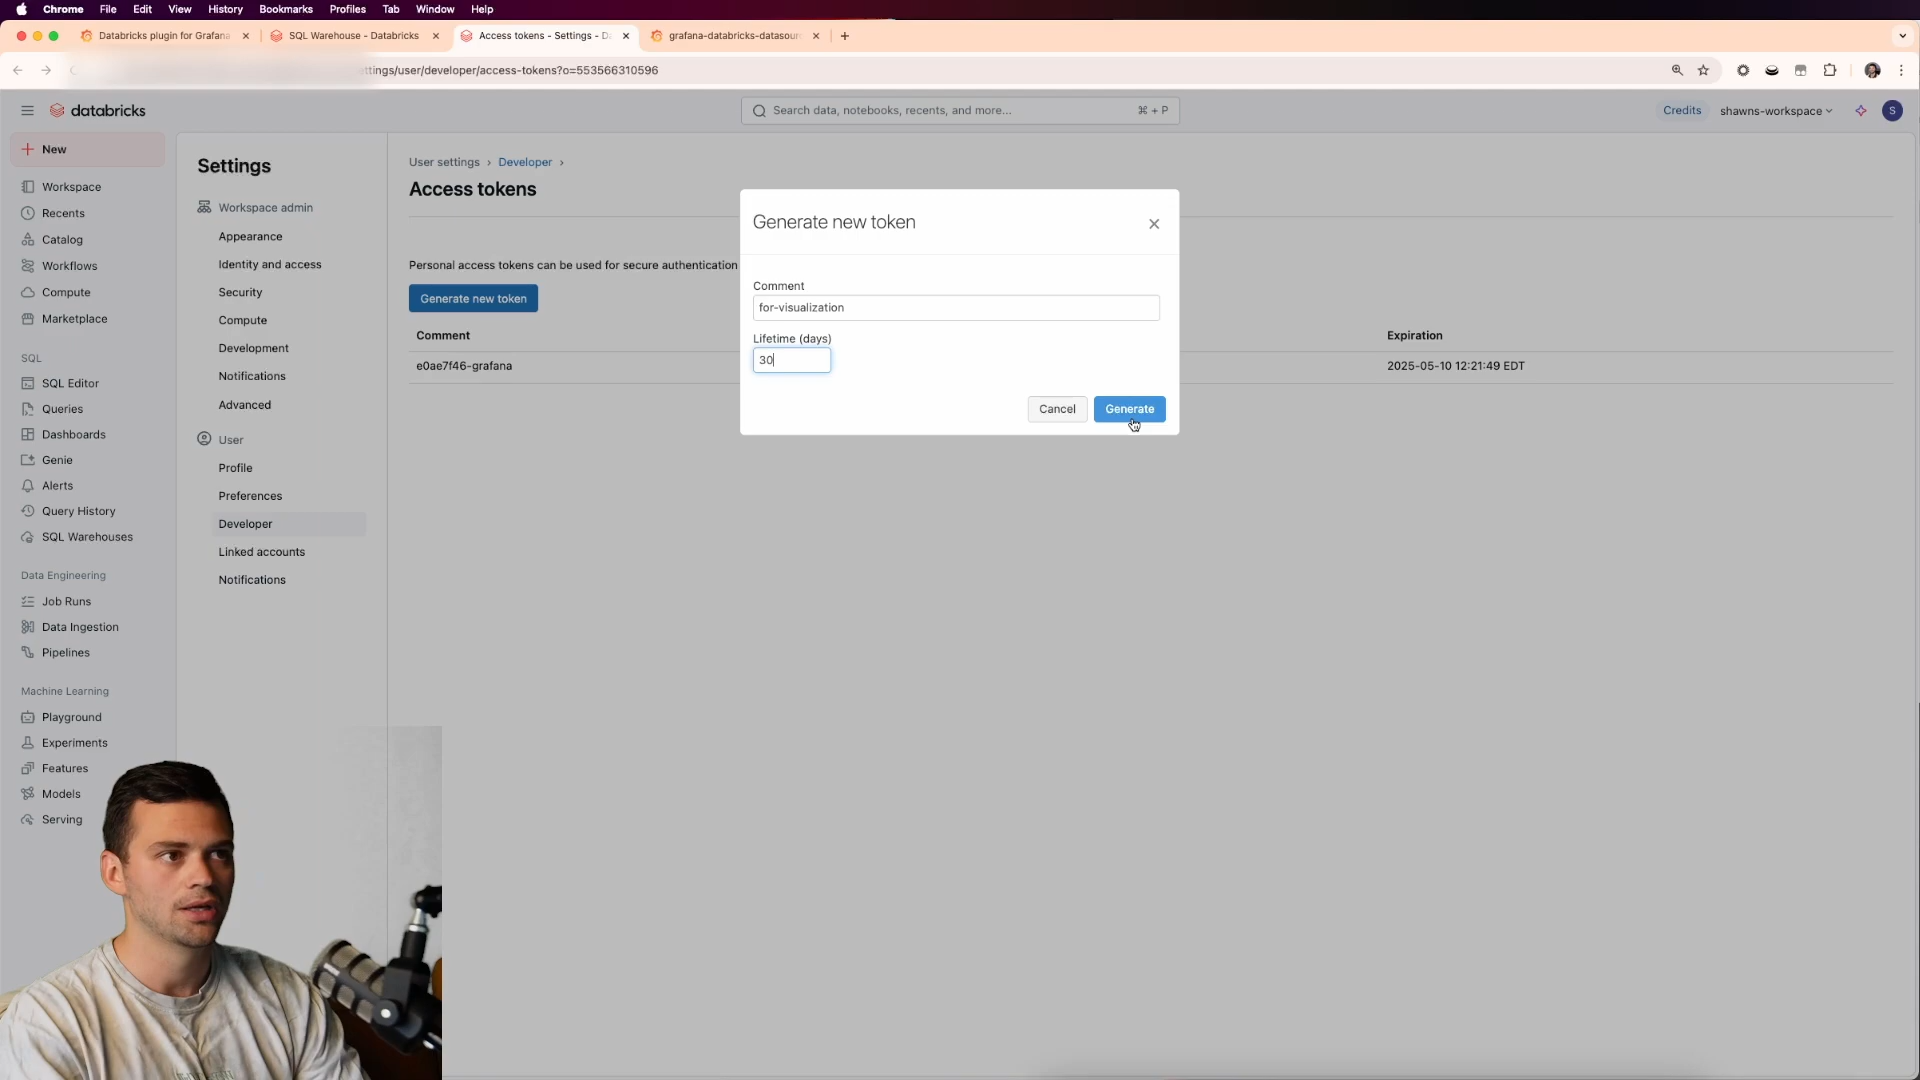 Chrome File Edit View History Bookmarks Profiles Tab Window Help
Databricks plugin for Grafana
SQL Warehouse - Databricks
Access tokens - Settings - D
grafana-databricks-datasour
ttings/user/developer/access-tokens?o=553566310596
databricks
Search data, notebooks, recents, and more...
⌘ + P
Credits
shawns-workspace
S
New
Workspace
Recents
Catalog
Workflows
Compute
Marketplace
SQL
SQL Editor
Queries
Dashboards
Genie
Alerts
Query History
SQL Warehouses
Data Engineering
Job Runs
Data Ingestion
Pipelines
Machine Learning
Playground
Experiments
Features
Models
Serving
Settings
Workspace admin
Appearance
Identity and access
Security
Compute
Development
Notifications
Advanced
User
Profile
Preferences
Developer
Linked accounts
Notifications
User settings › Developer ›
Access tokens
Personal access tokens can be used for secure authentication
Generate new token
Comment
Expiration
e0ae7f46-grafana
2025-05-10 12:21:49 EDT
Generate new token
Comment
for-visualization
Lifetime (days)
30
Cancel
Generate